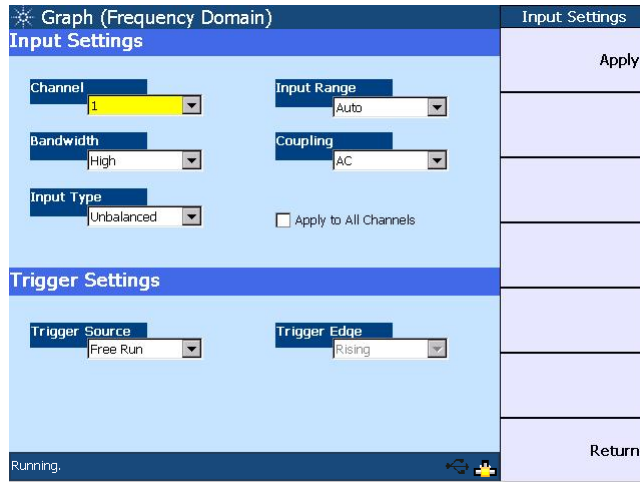 Graph (Frequency Domain)
Input Settings
Input Settings
Apply
Channel
1
Input Range
Auto
Bandwidth
High
Coupling
AC
Input Type
Unbalanced
Apply to All Channels
Trigger Settings
Trigger Source
Free Run
Trigger Edge
Rising
Return
Running.